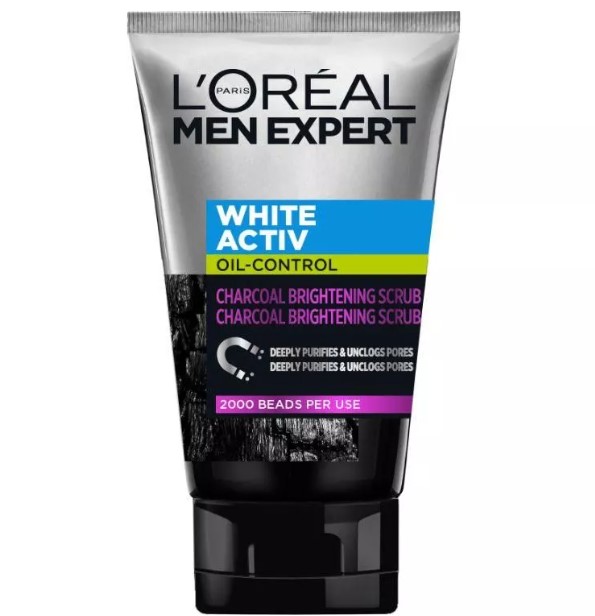 L'ORÉAL
PARiS
MEN EXPERT
WHITE
ACTIV
OIL-CONTROL
CHARCOAL BRIGHTENING SCRUB
CHARCOAL BRIGHTENING SCRUB
DEEPLY PURIFIES & UNCLOGS PORES
DEEPLY PURIFIES & UNCLOGS PORES
2000 BEADS PER USE